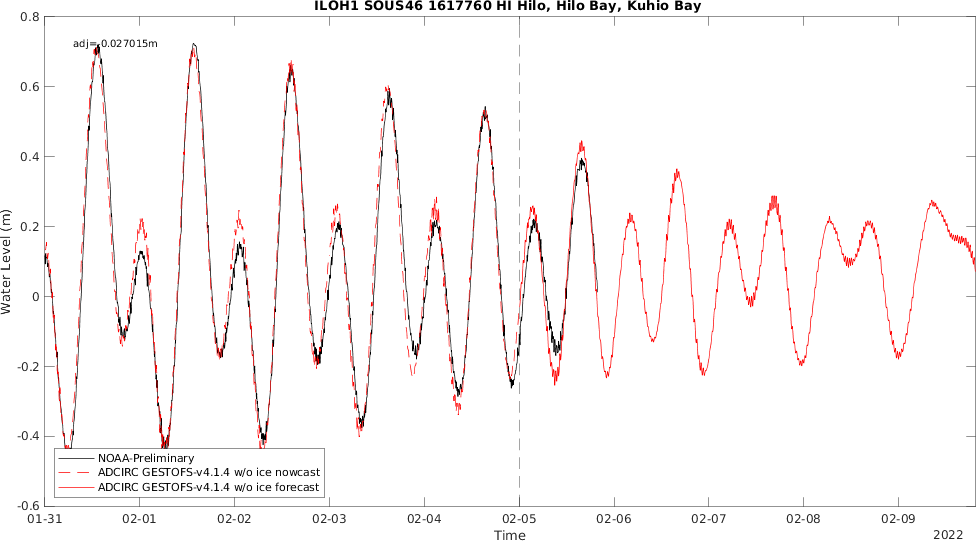 ILOH1 SOUS46 1617760 HI Hilo, Hilo Bay, Kuhio Bay
adj=-0.027015m
0.8
0.6
0.4
0.2
0
-0.2
-0.4
-0.6
Water Level (m)
NOAA-Preliminary
ADCIRC GESTOFS-v4.1.4 w/o ice nowcast
ADCIRC GESTOFS-v4.1.4 w/o ice forecast
01-31 02-01 02-02 02-03 02-04 02-05 02-06 02-07 02-08 02-09
Time
2022